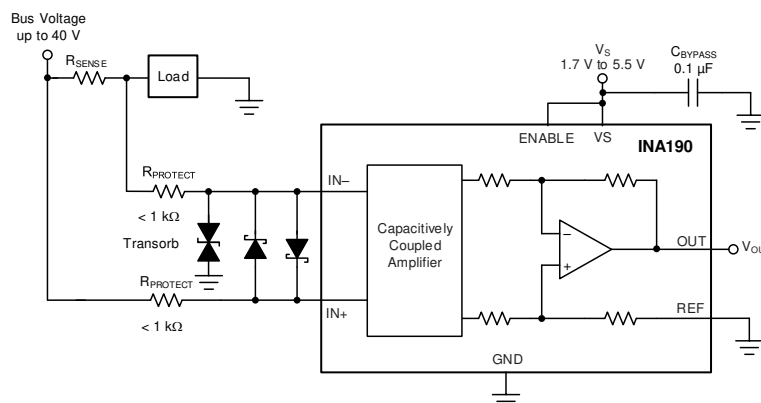 Bus Voltage
up to 40 V
RSENSE
Load
VS
1.7 V to 5.5 V
CBYPASS
0.1 µF
ENABLE
VS
INA190
RPROTECT
< 1 kΩ
IN–
Transorb
Capacitively
Coupled
Amplifier
–
+
OUT
VOU
RPROTECT
< 1 kΩ
IN+
REF
GND